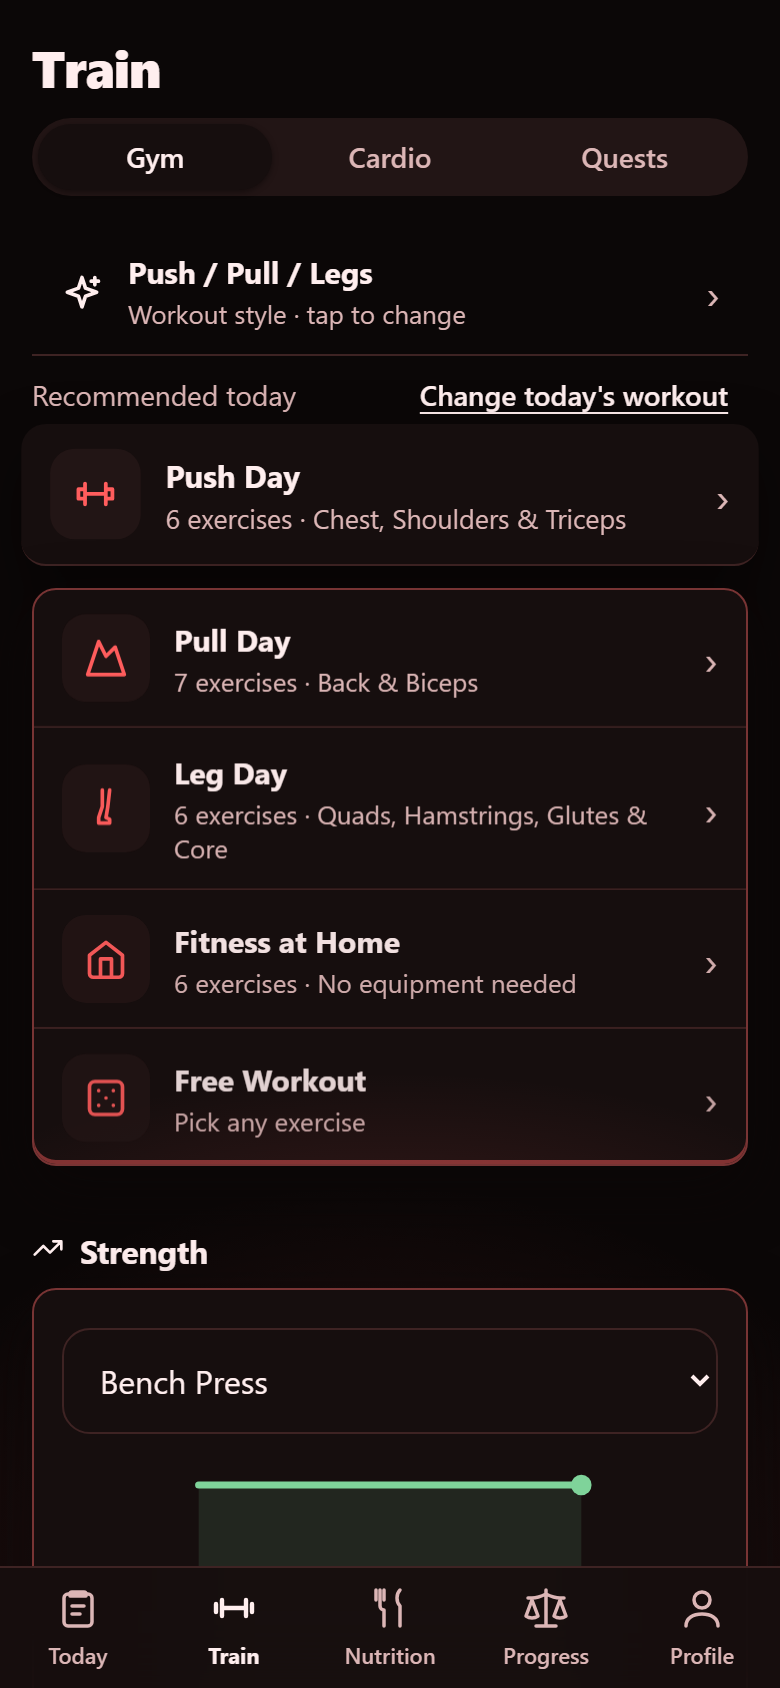 Train
Gym
Cardio
Quests
Push / Pull / Legs
Workout style · tap to change
Recommended today
Change today's workout
Push Day
6 exercises · Chest, Shoulders & Triceps
Pull Day
7 exercises · Back & Biceps
Leg Day
6 exercises · Quads, Hamstrings, Glutes &
Core
Fitness at Home
6 exercises · No equipment needed
Free Workout
Pick any exercise
Strength
Bench Press
Today
Train
Nutrition
Progress
Profile